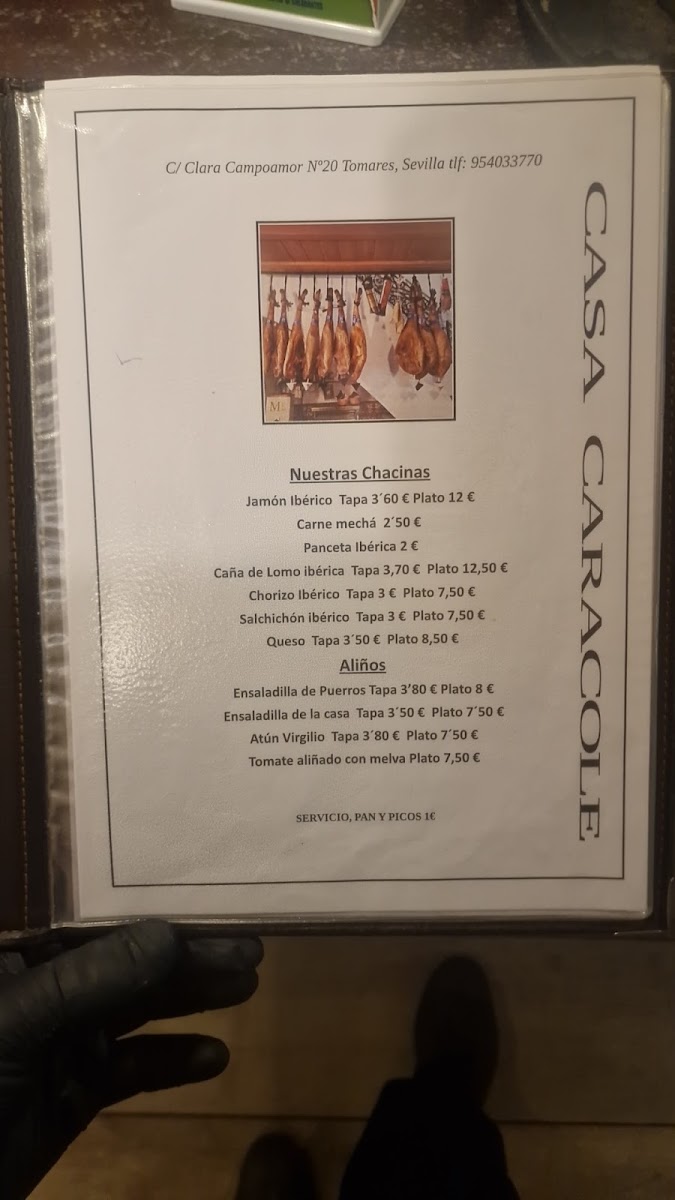 C/ Clara Campoamor Nº20 Tomares, Sevilla tlf: 954033770
CASA CARACOLE
Nuestras Chacinas
Jamón Ibérico Tapa 3´60 € Plato 12 €
Carne mechá 2´50 €
Panceta Ibérica 2 €
Caña de Lomo ibérica Tapa 3,70 € Plato 12,50 €
Chorizo Ibérico Tapa 3 € Plato 7,50 €
Salchichón ibérico Tapa 3 € Plato 7,50 €
Queso Tapa 3´50 € Plato 8,50 €
Aliños
Ensaladilla de Puerros Tapa 3’80 € Plato 8 €
Ensaladilla de la casa Tapa 3´50 € Plato 7´50 €
Atún Virgilio Tapa 3´80 € Plato 7´50 €
Tomate aliñado con melva Plato 7,50 €
SERVICIO, PAN Y PICOS 1€